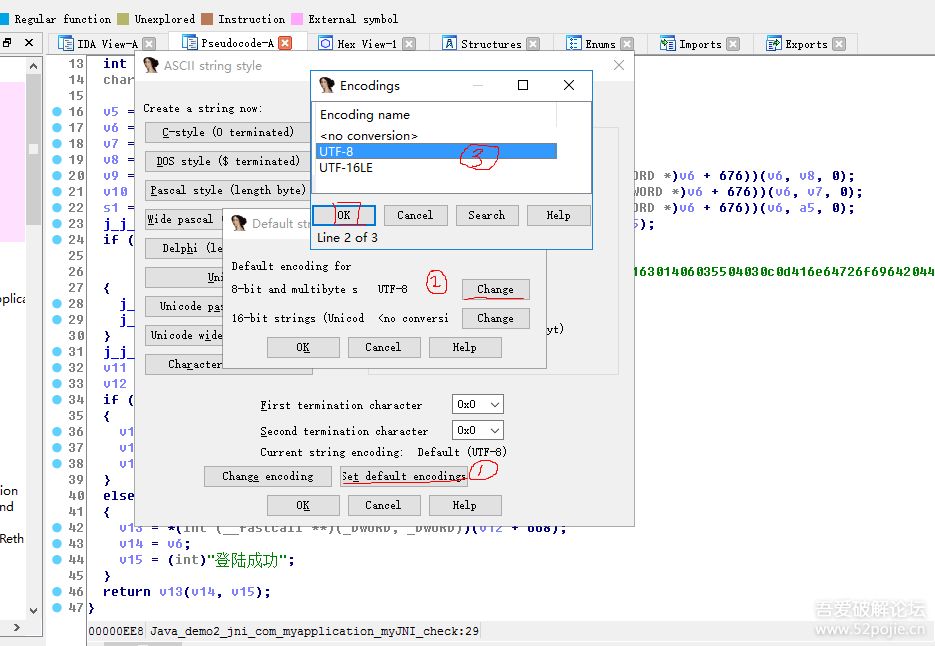 Regular function Unexplored Instruction External symbol
IDA View-A Pseudocode-A Hex View-1 Structures Enums Imports Exports
13 int
14 char
15
16 v5 =
17 v6 =
18 v7 =
19 v8 =
20 v9 = ORD *)v6 + 676))(v6, v8, 0);
21 v10 WORD *)v6 + 676))(v6, v7, 0);
22 s1 = RD *)v6 + 676))(v6, a5, 0);
23 j_j_ );
24 if (
25
26 1630140603550403 0c0d416e64726f69642044
27 {
28 j_
29 j_
30 }
31 j_j_
32 v11
33 v12
34 if (
35 {
36 v1
37 v1
38 v1
39 }
40 else
41 {
42 v13 = *(int (__fastcall **)(_DWORD, _DWORD))(v12 + 668);
43 v14 = v6;
44 v15 = (int)"登陆成功";
45 }
46 return v13(v14, v15);
47 }
plica
ion
nd
Reth
ASCII string style
Create a string now:
C-style (0 terminated)
DOS style ($ terminated)
Pascal style (length byte)
Wide pascal
Delphi (le
Uni
Unicode pas
Unicode wide
Character
yt)
First termination character 0x0
Second termination character 0x0
Current string encoding: Default (UTF-8)
Change encoding Set default encodings 1
OK Cancel Help
Default str
Default encoding for
8-bit and multibyte s UTF-8 2 Change
16-bit strings (Unicod <no conversi Change
OK Cancel Help
Encodings
Encoding name
<no conversion>
UTF-8 3
UTF-16LE
OK Cancel Search Help
Line 2 of 3
00000EE8 Java_demo2_jni_com_myapplication_myJNI_check:29
吾爱破解论坛
www.52pojie.cn